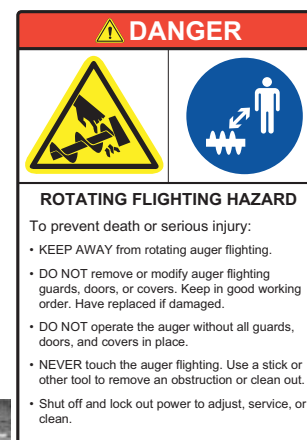 DANGER
ROTATING FLIGHTING HAZARD
To prevent death or serious injury:
• KEEP AWAY from rotating auger flighting.
• DO NOT remove or modify auger flighting
guards, doors, or covers. Keep in good working
order. Have replaced if damaged.
• DO NOT operate the auger without all guards,
doors, and covers in place.
• NEVER touch the auger flighting. Use a stick or
other tool to remove an obstruction or clean out.
• Shut off and lock out power to adjust, service, or
clean.